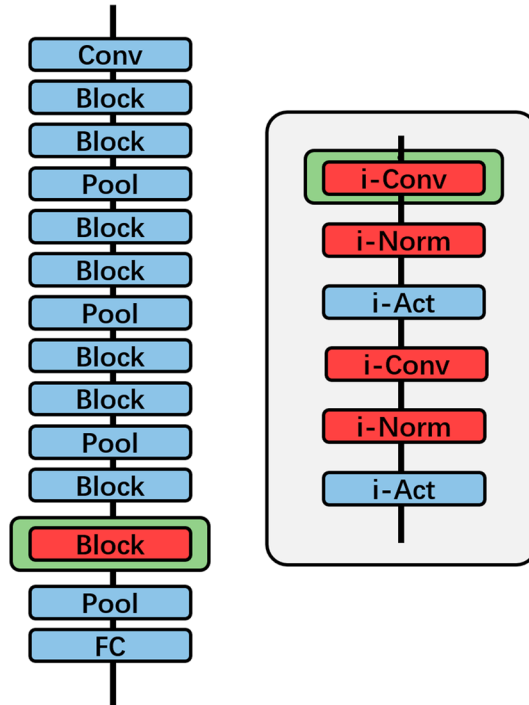 Conv
Block
Block
Pool
Block
Block
Pool
Block
Block
Pool
Block
Block
Pool
FC
i-Conv
i-Norm
i-Act
i-Conv
i-Norm
i-Act